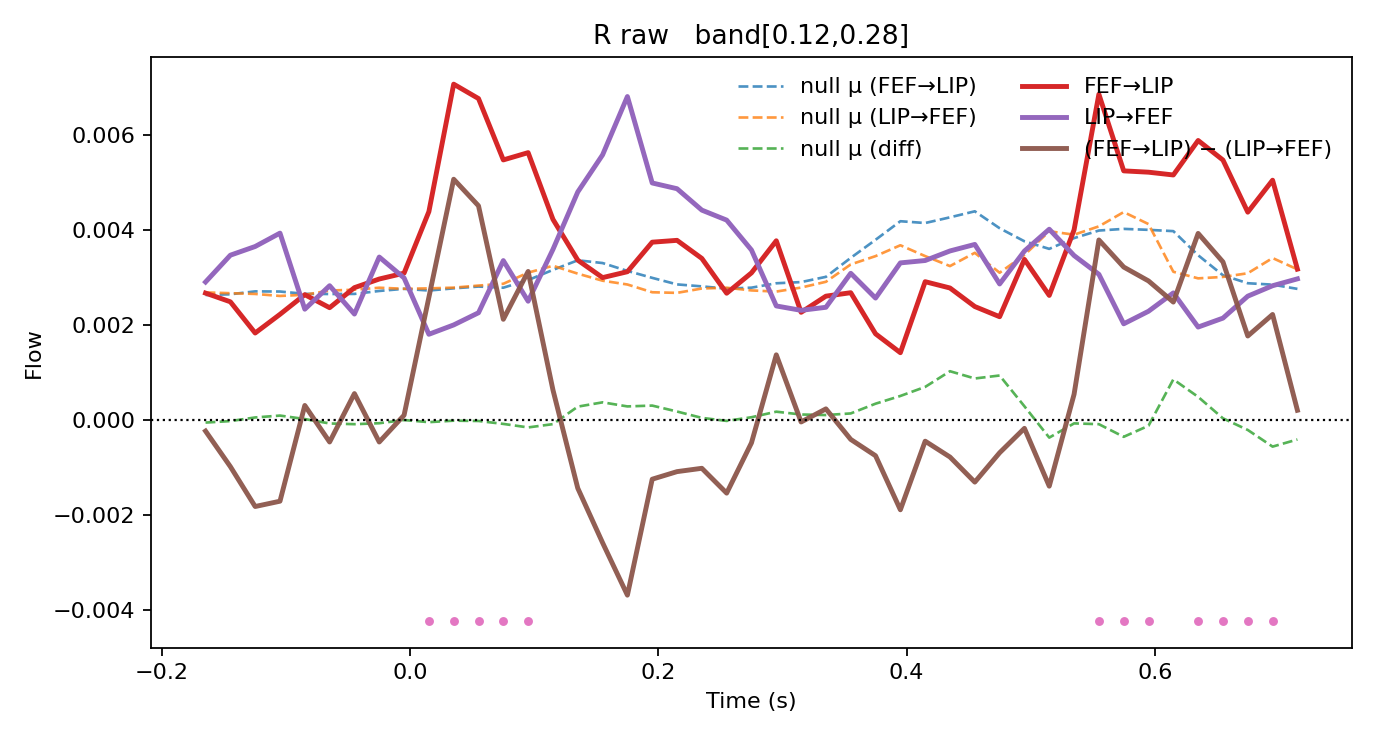 R raw   band[0.12,0.28]
null μ (FEF→LIP)
null μ (LIP→FEF)
null μ (diff)
FEF→LIP
LIP→FEF
(FEF→LIP) − (LIP→FEF)
Flow
0.006
0.004
0.002
0.000
−0.002
−0.004
−0.2
0.0
0.2
0.4
0.6
Time (s)